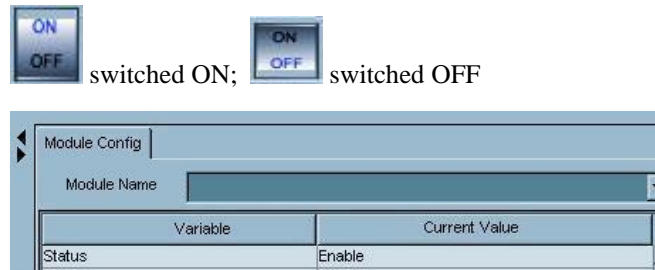 ON
OFF
switched ON;
ON
OFF
switched OFF
Module Config
Module Name
Variable Current Value
Status Enable